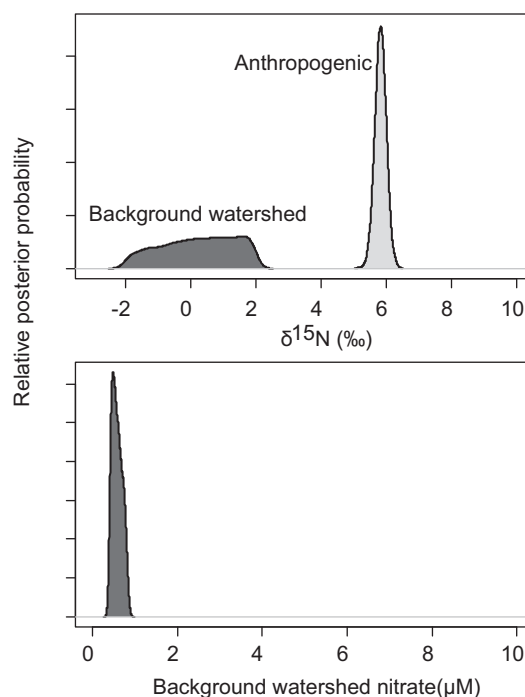 Anthropogenic
Background watershed
-2 0 2 4 6 8 10
δ15N (‰)
Relative posterior probability
0 2 4 6 8 10
Background watershed nitrate(μM)